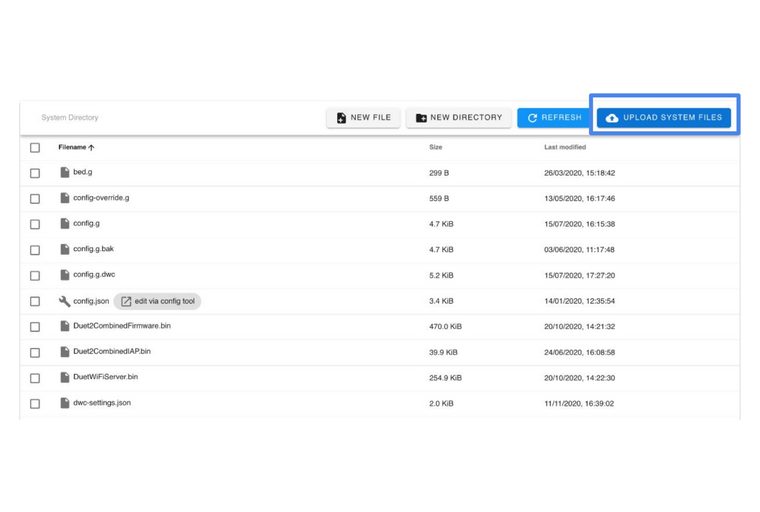 System Directory NEW FILE NEW DIRECTORY REFRESH UPLOAD SYSTEM FILES
Filename Size Last modified
bed.g 299 B 26/03/2020, 15:18:42
config-override.g 559 B 13/05/2020, 16:17:46
config.g 4.7 KiB 15/07/2020, 16:15:38
config.g.bak 4.7 KiB 03/06/2020, 11:17:48
config.g.dwc 5.2 KiB 15/07/2020, 17:27:20
config.json edit via config tool 3.4 KiB 14/01/2020, 12:35:54
Duet2CombinedFirmware.bin 470.0 KiB 20/10/2020, 14:21:32
Duet2CombinedIAP.bin 39.9 KiB 24/06/2020, 16:08:58
DuetWiFiServer.bin 254.9 KiB 20/10/2020, 14:22:30
dwc-settings.json 2.0 KiB 11/11/2020, 16:39:02